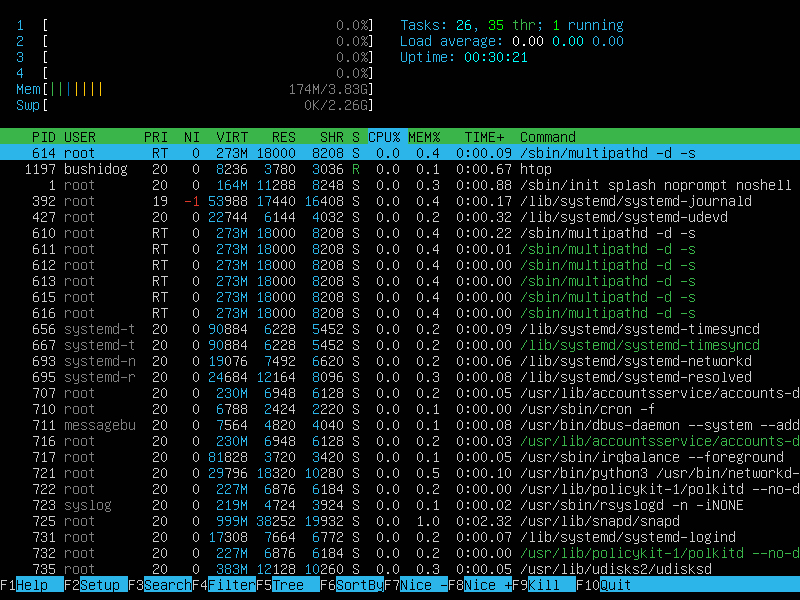 1 [ 0.0%] Tasks: 26, 35 thr; 1 running
2 [ 0.0%] Load average: 0.00 0.00 0.00
3 [ 0.0%] Uptime: 00:30:21
4 [ 0.0%]
Mem[||||||| 174M/3.83G]
Swp[ 0K/2.26G]
PID USER PRI NI VIRT RES SHR S CPU% MEM% TIME+ Command
614 root RT 0 273M 18000 8208 S 0.0 0.4 0:00.09 /sbin/multipathd -d -s
1197 bushidog 20 0 8236 3780 3036 R 0.0 0.1 0:00.67 htop
1 root 20 0 164M 11288 8248 S 0.0 0.3 0:00.88 /sbin/init splash noprompt noshell
392 root 19 -1 53988 17440 16408 S 0.0 0.4 0:00.17 /lib/systemd/systemd-journald
427 root 20 0 22744 6144 4032 S 0.0 0.2 0:00.32 /lib/systemd/systemd-udevd
610 root RT 0 273M 18000 8208 S 0.0 0.4 0:00.22 /sbin/multipathd -d -s
611 root RT 0 273M 18000 8208 S 0.0 0.4 0:00.01 /sbin/multipathd -d -s
612 root RT 0 273M 18000 8208 S 0.0 0.4 0:00.00 /sbin/multipathd -d -s
613 root RT 0 273M 18000 8208 S 0.0 0.4 0:00.00 /sbin/multipathd -d -s
615 root RT 0 273M 18000 8208 S 0.0 0.4 0:00.00 /sbin/multipathd -d -s
616 root RT 0 273M 18000 8208 S 0.0 0.4 0:00.00 /sbin/multipathd -d -s
656 systemd-t 20 0 90884 6228 5452 S 0.0 0.2 0:00.09 /lib/systemd/systemd-timesyncd
667 systemd-t 20 0 90884 6228 5452 S 0.0 0.2 0:00.00 /lib/systemd/systemd-timesyncd
693 systemd-n 20 0 19076 7492 6620 S 0.0 0.2 0:00.06 /lib/systemd/systemd-networkd
695 systemd-r 20 0 24684 12164 8096 S 0.0 0.3 0:00.08 /lib/systemd/systemd-resolved
707 root 20 0 230M 6948 6128 S 0.0 0.2 0:00.05 /usr/lib/accountsservice/accounts-d
710 root 20 0 6788 2424 2220 S 0.0 0.1 0:00.00 /usr/sbin/cron -f
711 messagebu 20 0 7564 4820 4040 S 0.0 0.1 0:00.08 /usr/bin/dbus-daemon --system --add
716 root 20 0 230M 6948 6128 S 0.0 0.2 0:00.03 /usr/lib/accountsservice/accounts-d
717 root 20 0 81828 3720 3420 S 0.0 0.1 0:00.05 /usr/sbin/irqbalance --foreground
721 root 20 0 29796 18320 10280 S 0.0 0.5 0:00.10 /usr/bin/python3 /usr/bin/networkd-
722 root 20 0 227M 6876 6184 S 0.0 0.2 0:00.00 /usr/lib/policykit-1/polkitd --no-d
723 syslog 20 0 219M 4724 3924 S 0.0 0.1 0:00.02 /usr/sbin/rsyslogd -n -iNONE
725 root 20 0 999M 38252 19932 S 0.0 1.0 0:02.32 /usr/lib/snapd/snapd
731 root 20 0 17308 7664 6772 S 0.0 0.2 0:00.07 /lib/systemd/systemd-logind
732 root 20 0 227M 6876 6184 S 0.0 0.2 0:00.00 /usr/lib/policykit-1/polkitd --no-d
735 root 20 0 383M 12128 10260 S 0.0 0.3 0:00.05 /usr/lib/udisks2/udisksd
F1Help F2Setup F3SearchF4FilterF5Tree F6SortByF7Nice -F8Nice +F9Kill F10Quit